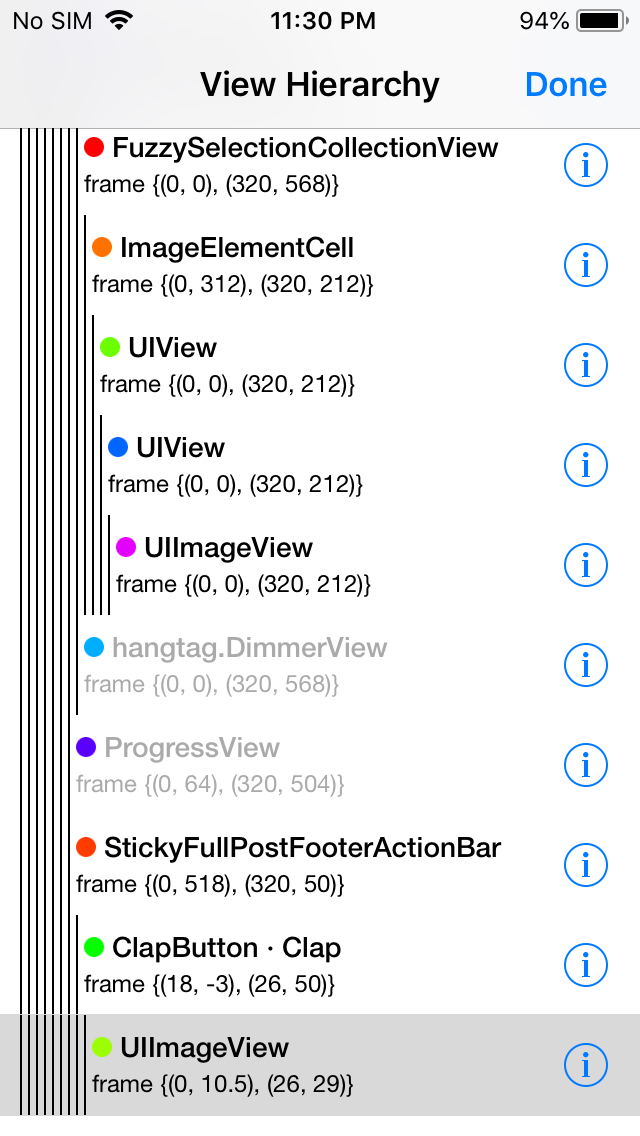 No SIM 11:30 PM 94%
View Hierarchy Done
FuzzySelectionCollectionView
frame {(0, 0), (320, 568)}
ImageElementCell
frame {(0, 312), (320, 212)}
UIView
frame {(0, 0), (320, 212)}
UIView
frame {(0, 0), (320, 212)}
UIImageView
frame {(0, 0), (320, 212)}
hangtag.DimmerView
frame {(0, 0), (320, 568)}
ProgressView
frame {(0, 64), (320, 504)}
StickyFullPostFooterActionBar
frame {(0, 518), (320, 50)}
ClapButton · Clap
frame {(18, -3), (26, 50)}
UIImageView
frame {(0, 10.5), (26, 29)}